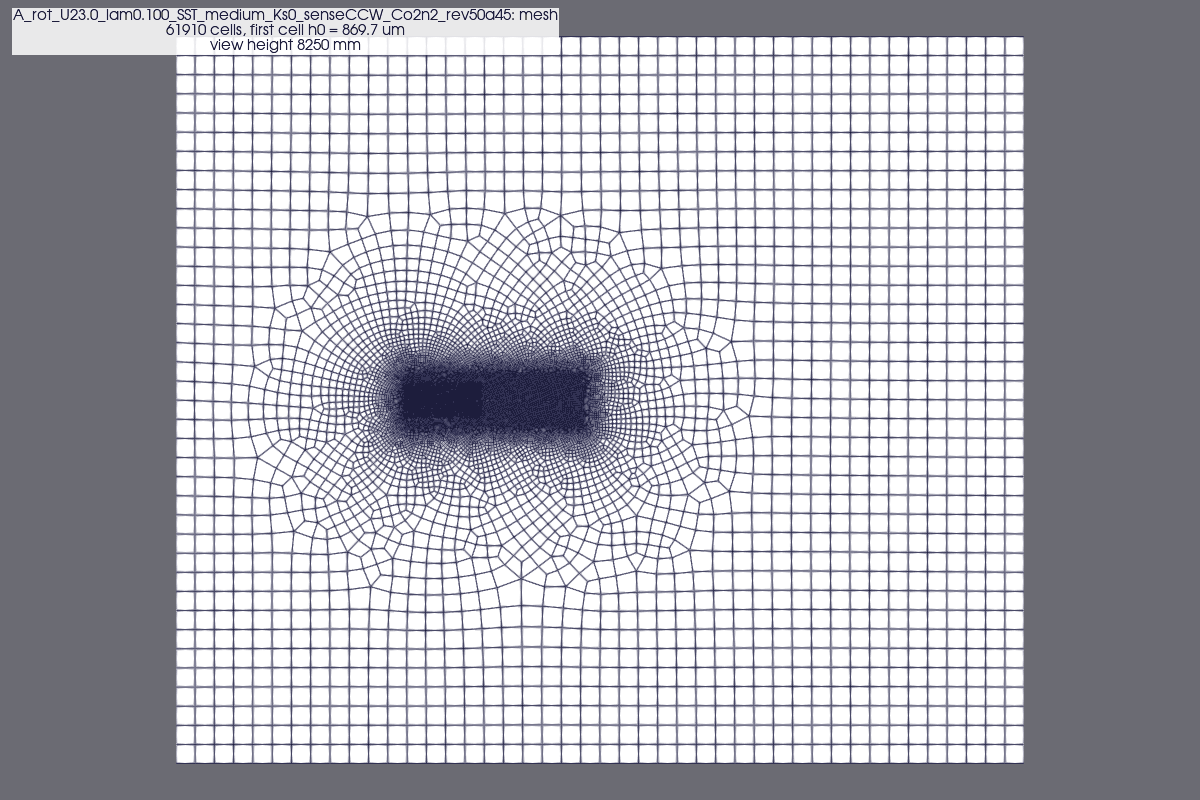 A_rot_U23.0_lam0.100_SST_medium_Ks0_senseCCW_Co2n2_rev50a45: mesh
61910 cells, first cell h0 = 869.7 um
view height 8250 mm